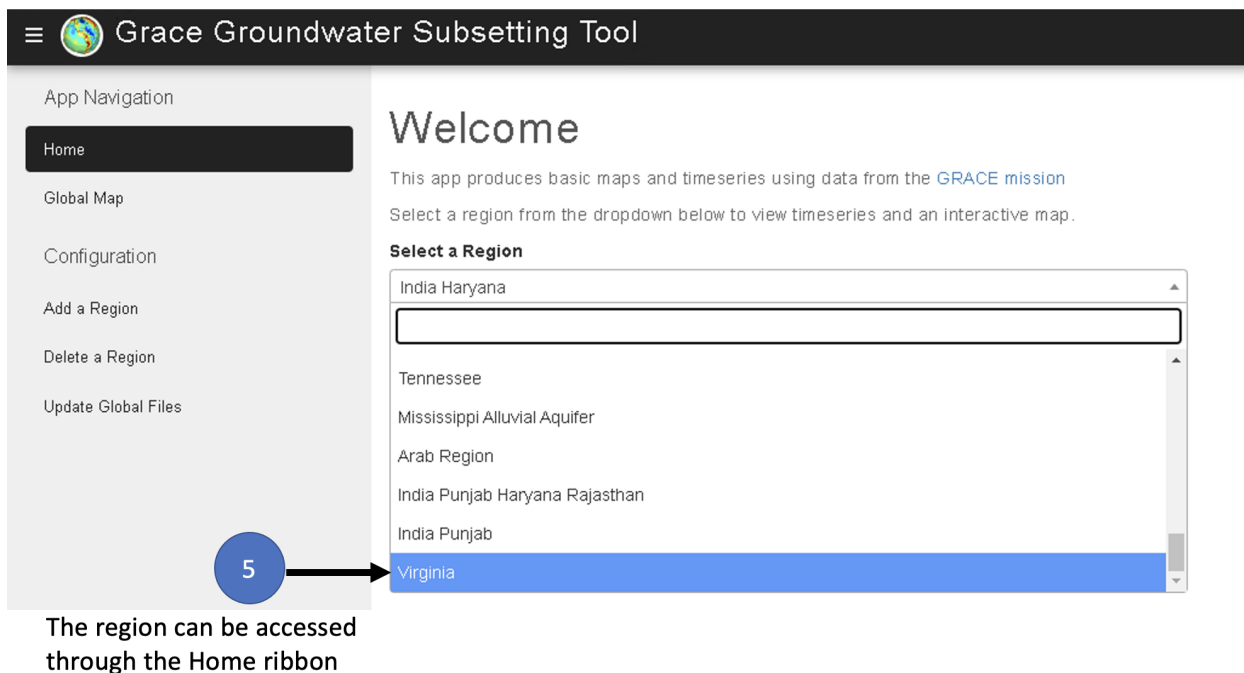 ≡ Grace Groundwater Subsetting Tool
App Navigation
Home
Global Map
Configuration
Add a Region
Delete a Region
Update Global Files
Welcome
This app produces basic maps and timeseries using data from the GRACE mission
Select a region from the dropdown below to view timeseries and an interactive map.
Select a Region
India Haryana
Tennessee
Mississippi Alluvial Aquifer
Arab Region
India Punjab Haryana Rajasthan
India Punjab
Virginia
5
The region can be accessed
through the Home ribbon